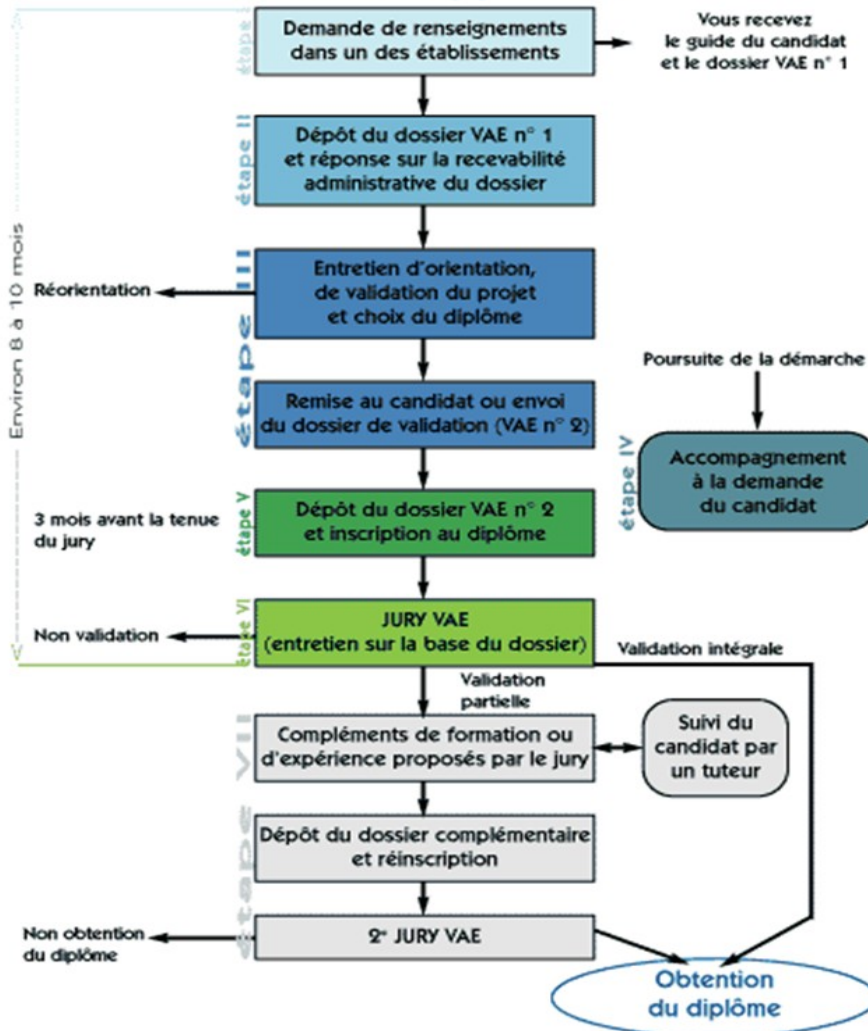 étape I
Demande de renseignements
dans un des établissements
Vous recevez
le guide du candidat
et le dossier VAE n° 1
étape II
Dépôt du dossier VAE n° 1
et réponse sur la recevabilité
administrative du dossier
Environ 8 à 10 mois
étape III
Réorientation
Entretien d'orientation,
de validation du projet
et choix du diplôme
Remise au candidat ou envoi
du dossier de validation (VAE n° 2)
Poursuite de la démarche
étape IV
Accompagnement
à la demande
du candidat
3 mois avant la tenue
du jury
étape V
Dépôt du dossier VAE n° 2
et inscription au diplôme
Non validation
étape VI
JURY VAE
(entretien sur la base du dossier)
Validation intégrale
Validation
partielle
étape VII
Compléments de formation ou
d'expérience proposés par le jury
Suivi du
candidat par
un tuteur
Dépôt du dossier complémentaire
et réinscription
Non obtention
du diplôme
2e JURY VAE
Obtention
du diplôme